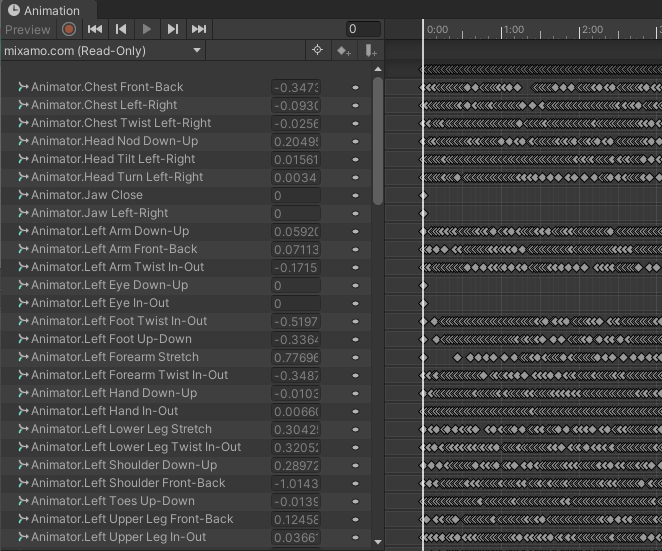 Animation
Preview 0 0:00 1:00 2:00
mixamo.com (Read-Only)
Animator.Chest Front-Back -0.3473
Animator.Chest Left-Right -0.0930
Animator.Chest Twist Left-Right -0.0256
Animator.Head Nod Down-Up 0.20495
Animator.Head Tilt Left-Right 0.01561
Animator.Head Turn Left-Right 0.0034
Animator.Jaw Close 0
Animator.Jaw Left-Right 0
Animator.Left Arm Down-Up 0.05920
Animator.Left Arm Front-Back 0.07113
Animator.Left Arm Twist In-Out -0.1715
Animator.Left Eye Down-Up 0
Animator.Left Eye In-Out 0
Animator.Left Foot Twist In-Out -0.5197
Animator.Left Foot Up-Down -0.3364
Animator.Left Forearm Stretch 0.77696
Animator.Left Forearm Twist In-Out -0.3487
Animator.Left Hand Down-Up -0.0103
Animator.Left Hand In-Out 0.00660
Animator.Left Lower Leg Stretch 0.30425
Animator.Left Lower Leg Twist In-Out 0.32052
Animator.Left Shoulder Down-Up 0.28972
Animator.Left Shoulder Front-Back -1.0143
Animator.Left Toes Up-Down -0.0139
Animator.Left Upper Leg Front-Back 0.12458
Animator.Left Upper Leg In-Out 0.0366